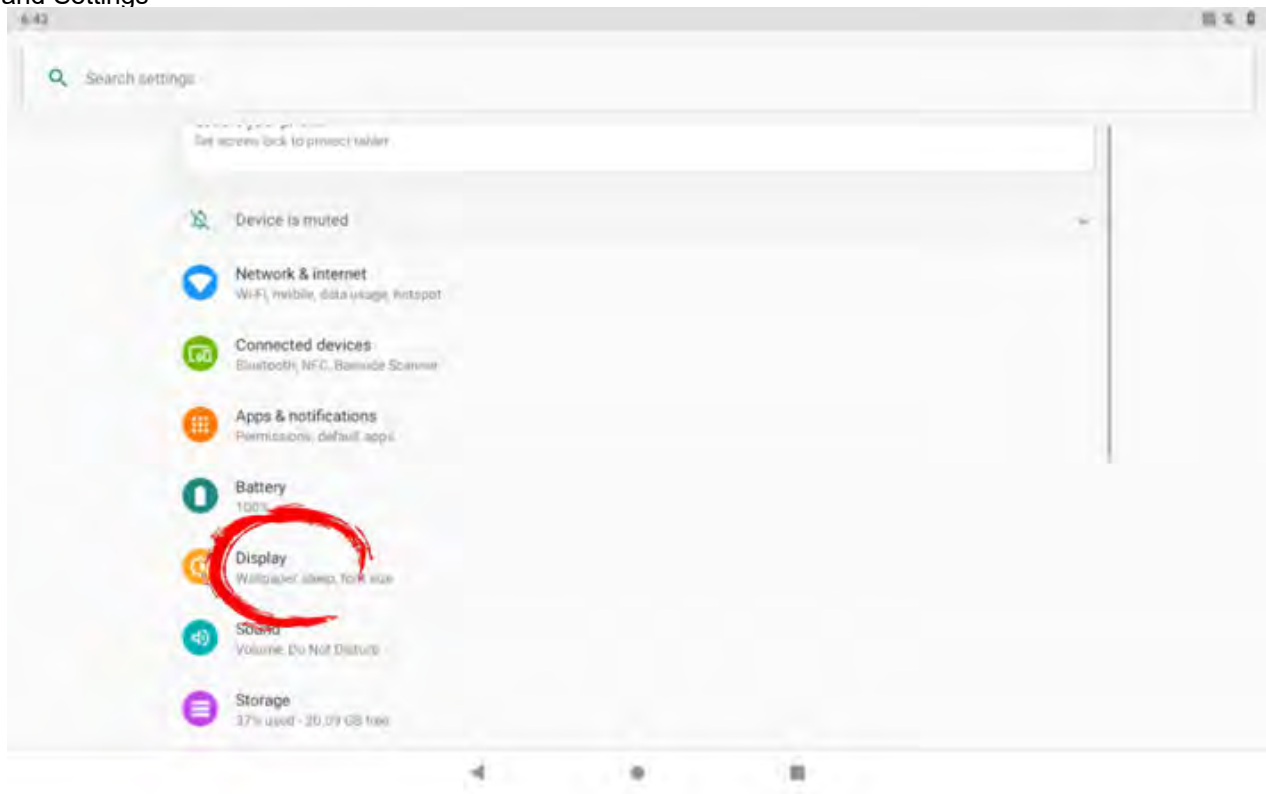 and Settings
6:43
Search settings
Set screen lock to protect tablet
Device is muted
Network & internet
Wi-Fi, mobile, data usage, hotspot
Connected devices
Bluetooth, NFC, Barcode Scanner
Apps & notifications
Permissions, default apps
Battery
100%
Display
Wallpaper, sleep, font size
Sound
Volume, Do Not Disturb
Storage
37% used - 20.09 GB free